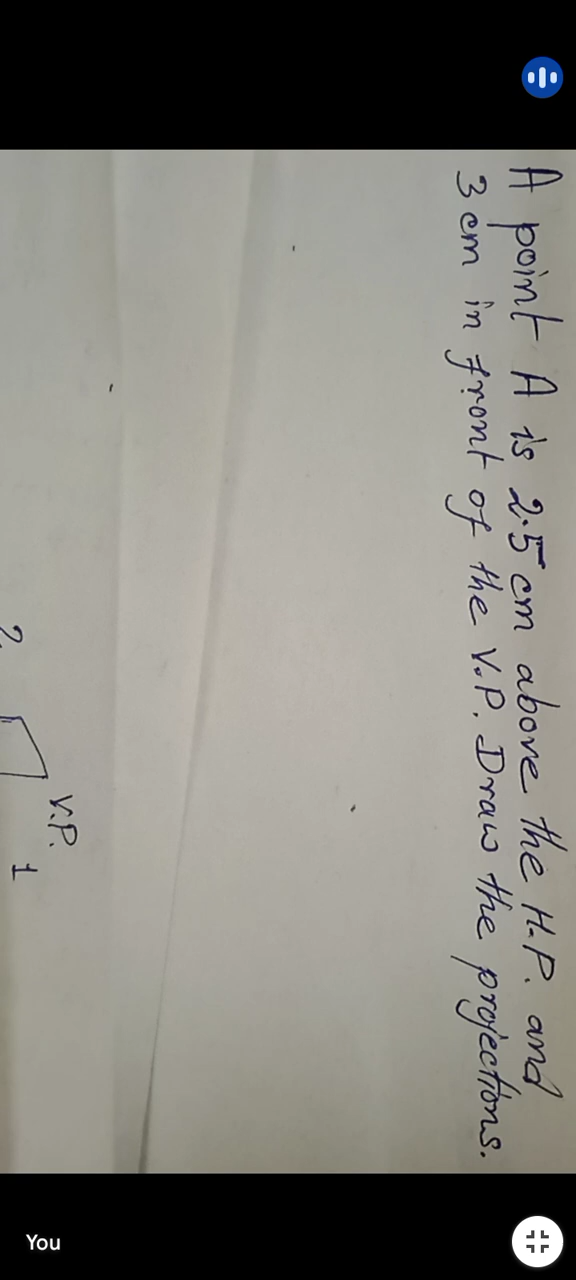 A point A is 2.5 cm above the H.P. and
3 cm in front of the V.P. Draw the projections.
V.P.
2.
1
You